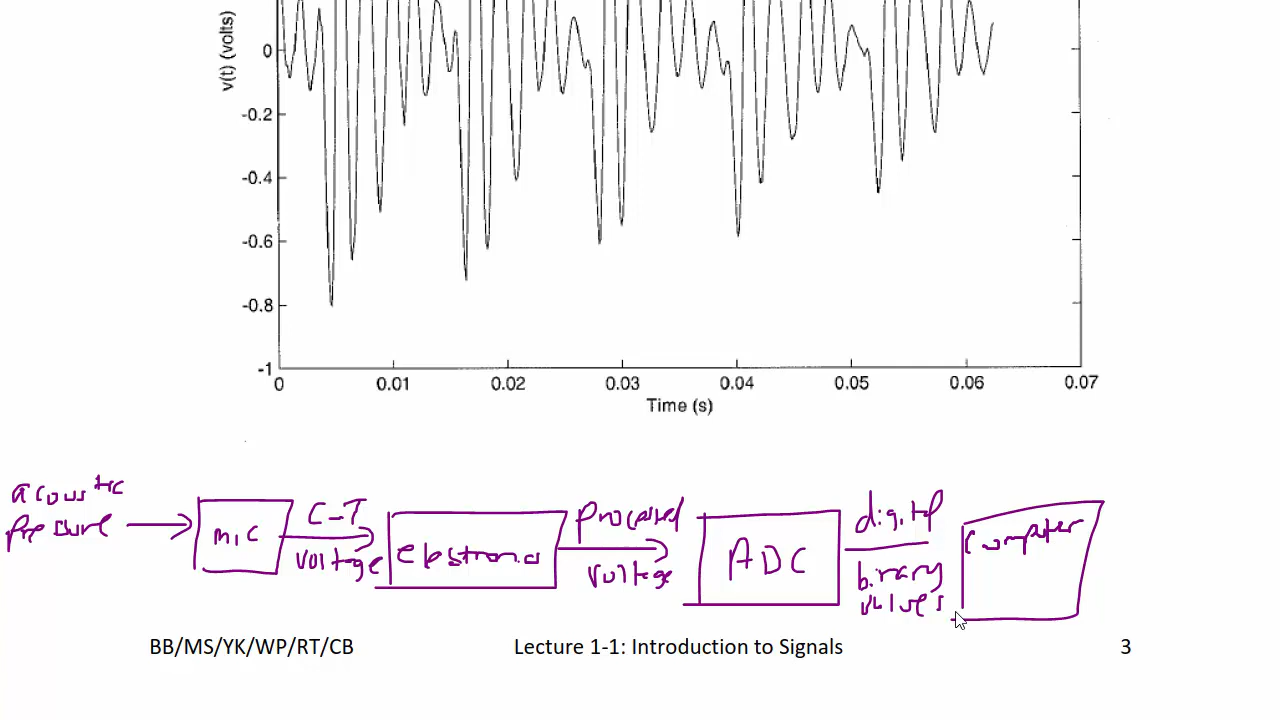 v(t) (volts)
0
-0.2
-0.4
-0.6
-0.8
-1
0 0.01 0.02 0.03 0.04 0.05 0.06 0.07
Time (s)
acoustic
pressure
mic
C-T
voltage
electronics
processed
voltage
ADC
digital
binary
values
computer
BB/MS/YK/WP/RT/CB Lecture 1-1: Introduction to Signals 3